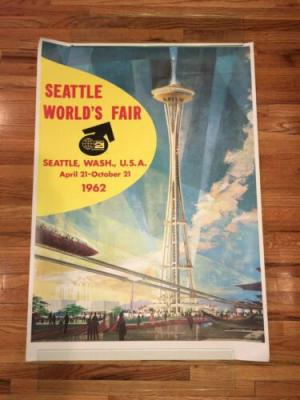 SEATTLE
WORLD'S FAIR
SEATTLE, WASH., U.S.A.
April 21-October 21
1962